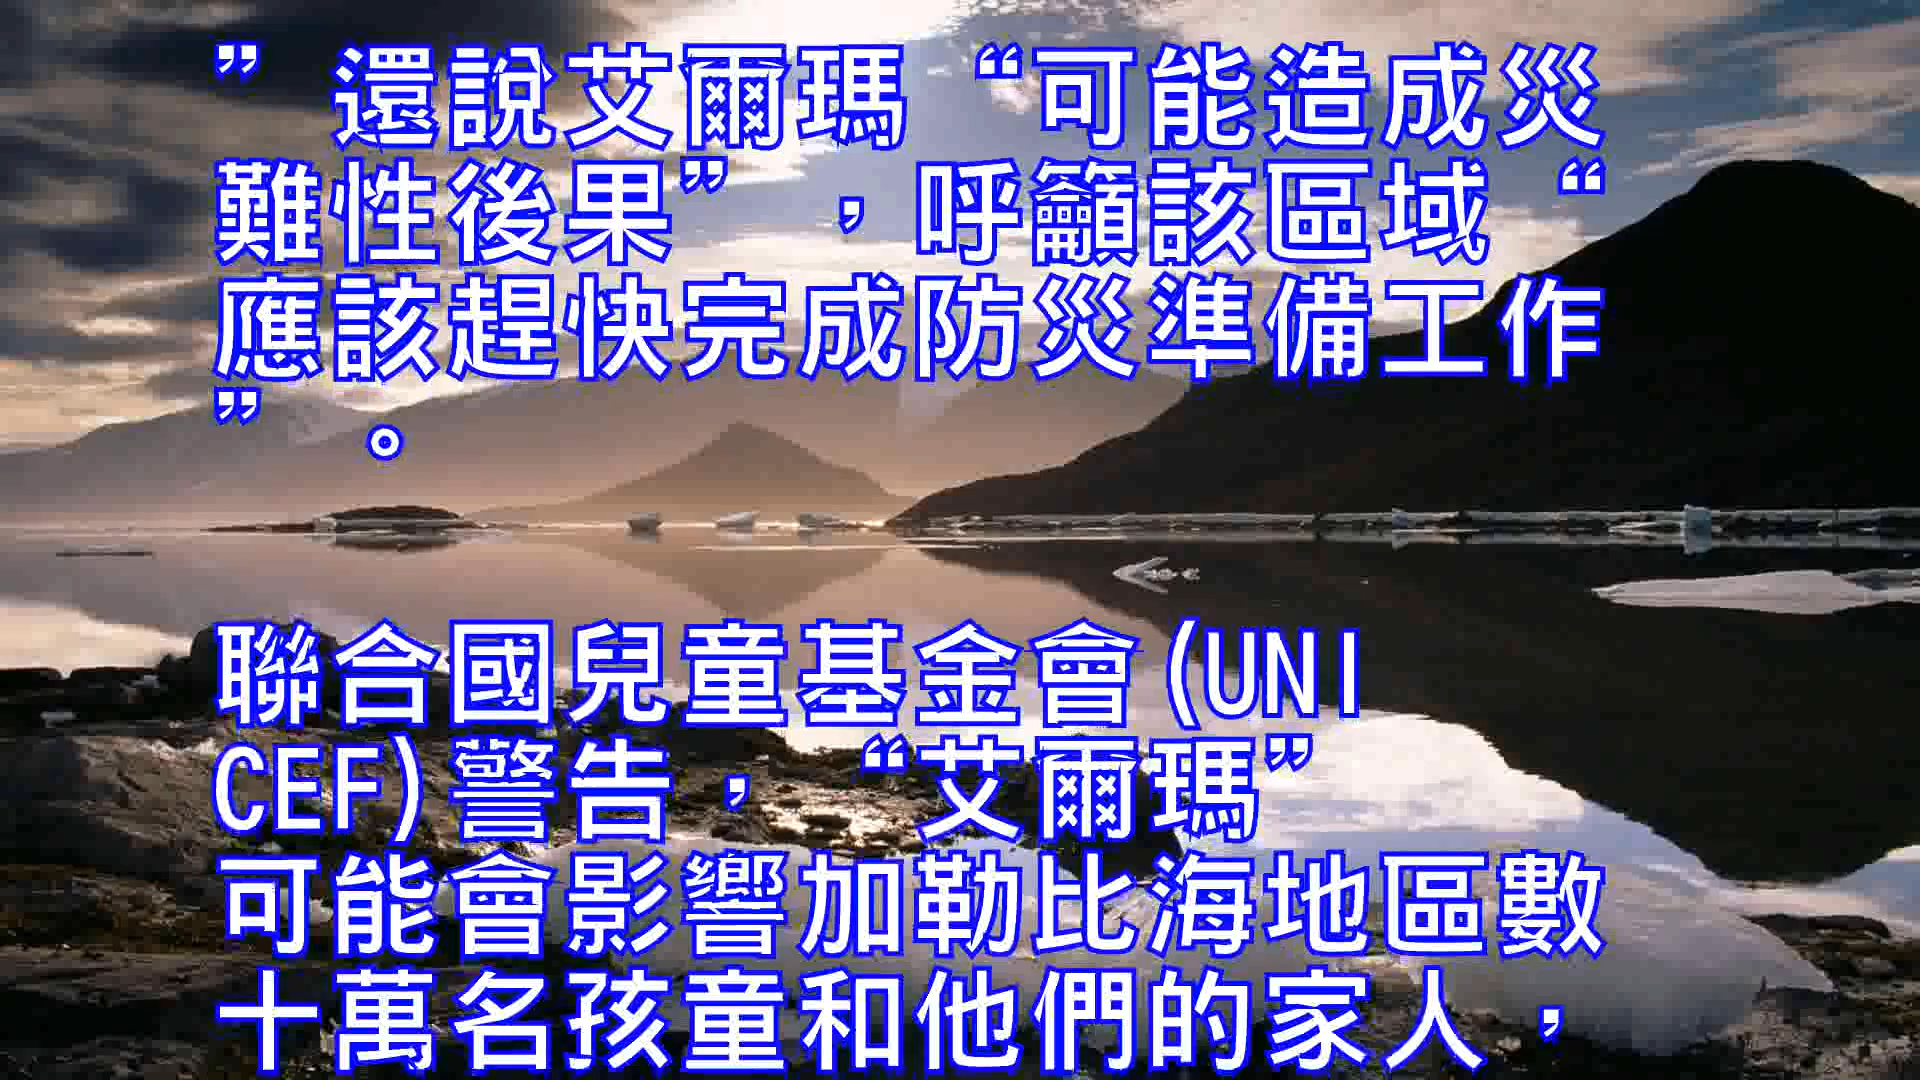 ”還說艾爾瑪“可能造成災
難性後果”，呼籲該區域“
應該趕快完成防災準備工作
”。
聯合國兒童基金會(UNI
CEF)警告，“艾爾瑪”
可能會影響加勒比海地區數
十萬名孩童和他們的家人，